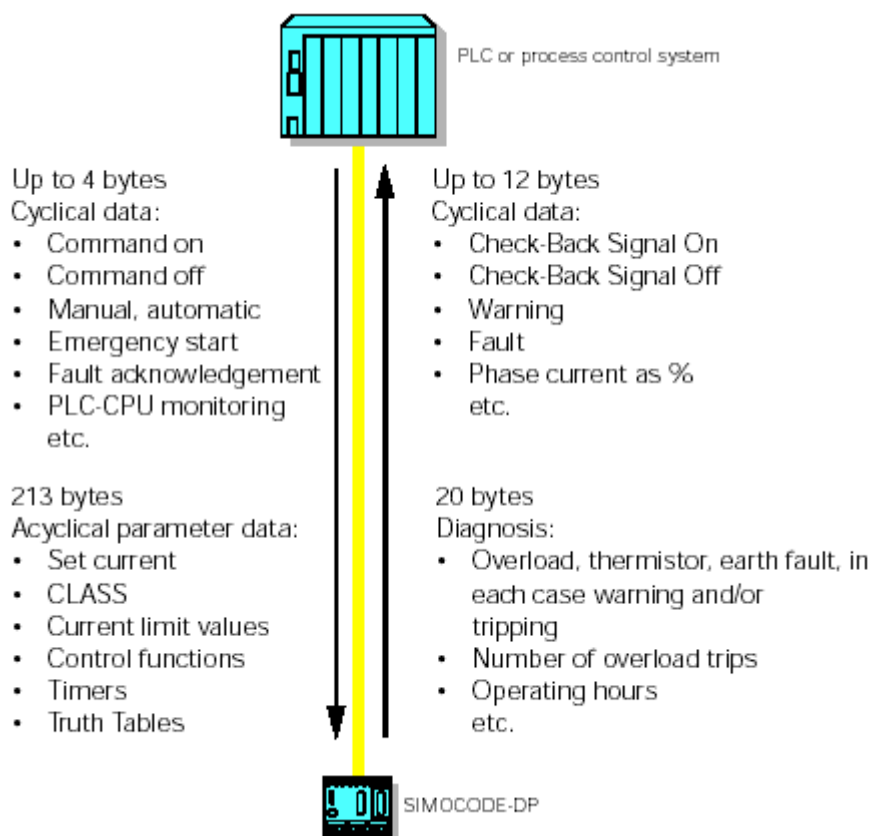 PLC or process control system
Up to 4 bytes
Cyclical data:
• Command on
• Command off
• Manual, automatic
• Emergency start
• Fault acknowledgement
• PLC-CPU monitoring
etc.
Up to 12 bytes
Cyclical data:
• Check-Back Signal On
• Check-Back Signal Off
• Warning
• Fault
• Phase current as %
etc.
213 bytes
Acyclical parameter data:
• Set current
• CLASS
• Current limit values
• Control functions
• Timers
• Truth Tables
20 bytes
Diagnosis:
• Overload, thermistor, earth fault, in
each case warning and/or
tripping
• Number of overload trips
• Operating hours
etc.
SIMOCODE-DP